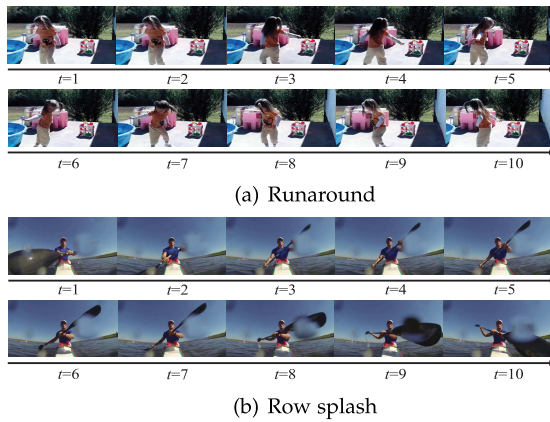 t=1 t=2 t=3 t=4 t=5
t=6 t=7 t=8 t=9 t=10
(a) Runaround
t=1 t=2 t=3 t=4 t=5
t=6 t=7 t=8 t=9 t=10
(b) Row splash